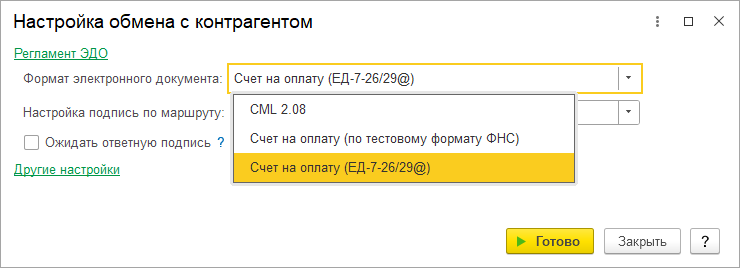 Настройка обмена с контрагентом
Регламент ЭДО
Формат электронного документа: Счет на оплату (ЕД-7-26/29@)
Настройка подпись по маршруту:
CML 2.08
Ожидать ответную подпись ?
Счет на оплату (по тестовому формату ФНС)
Счет на оплату (ЕД-7-26/29@)
Другие настройки
Готово Закрыть ?